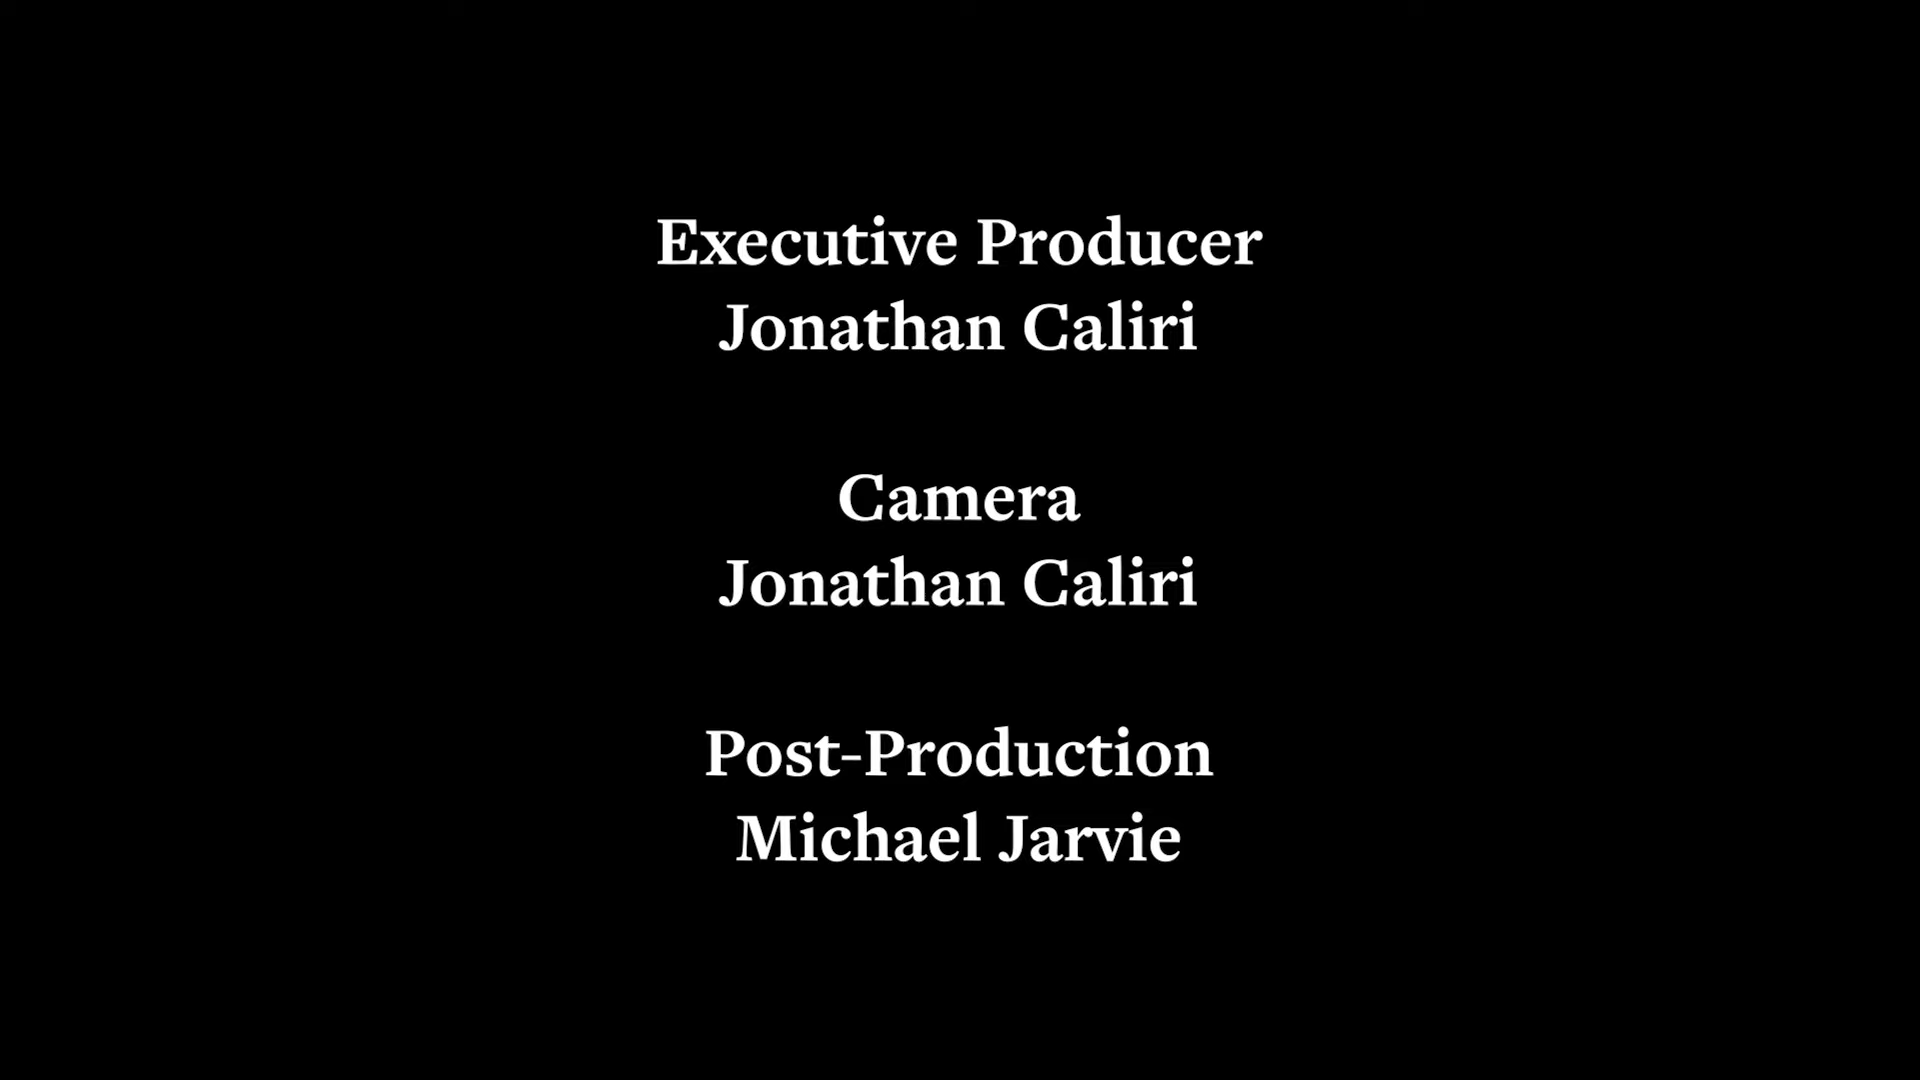 Executive Producer
Jonathan Caliri
Camera
Jonathan Caliri
Post-Production
Michael Jarvie